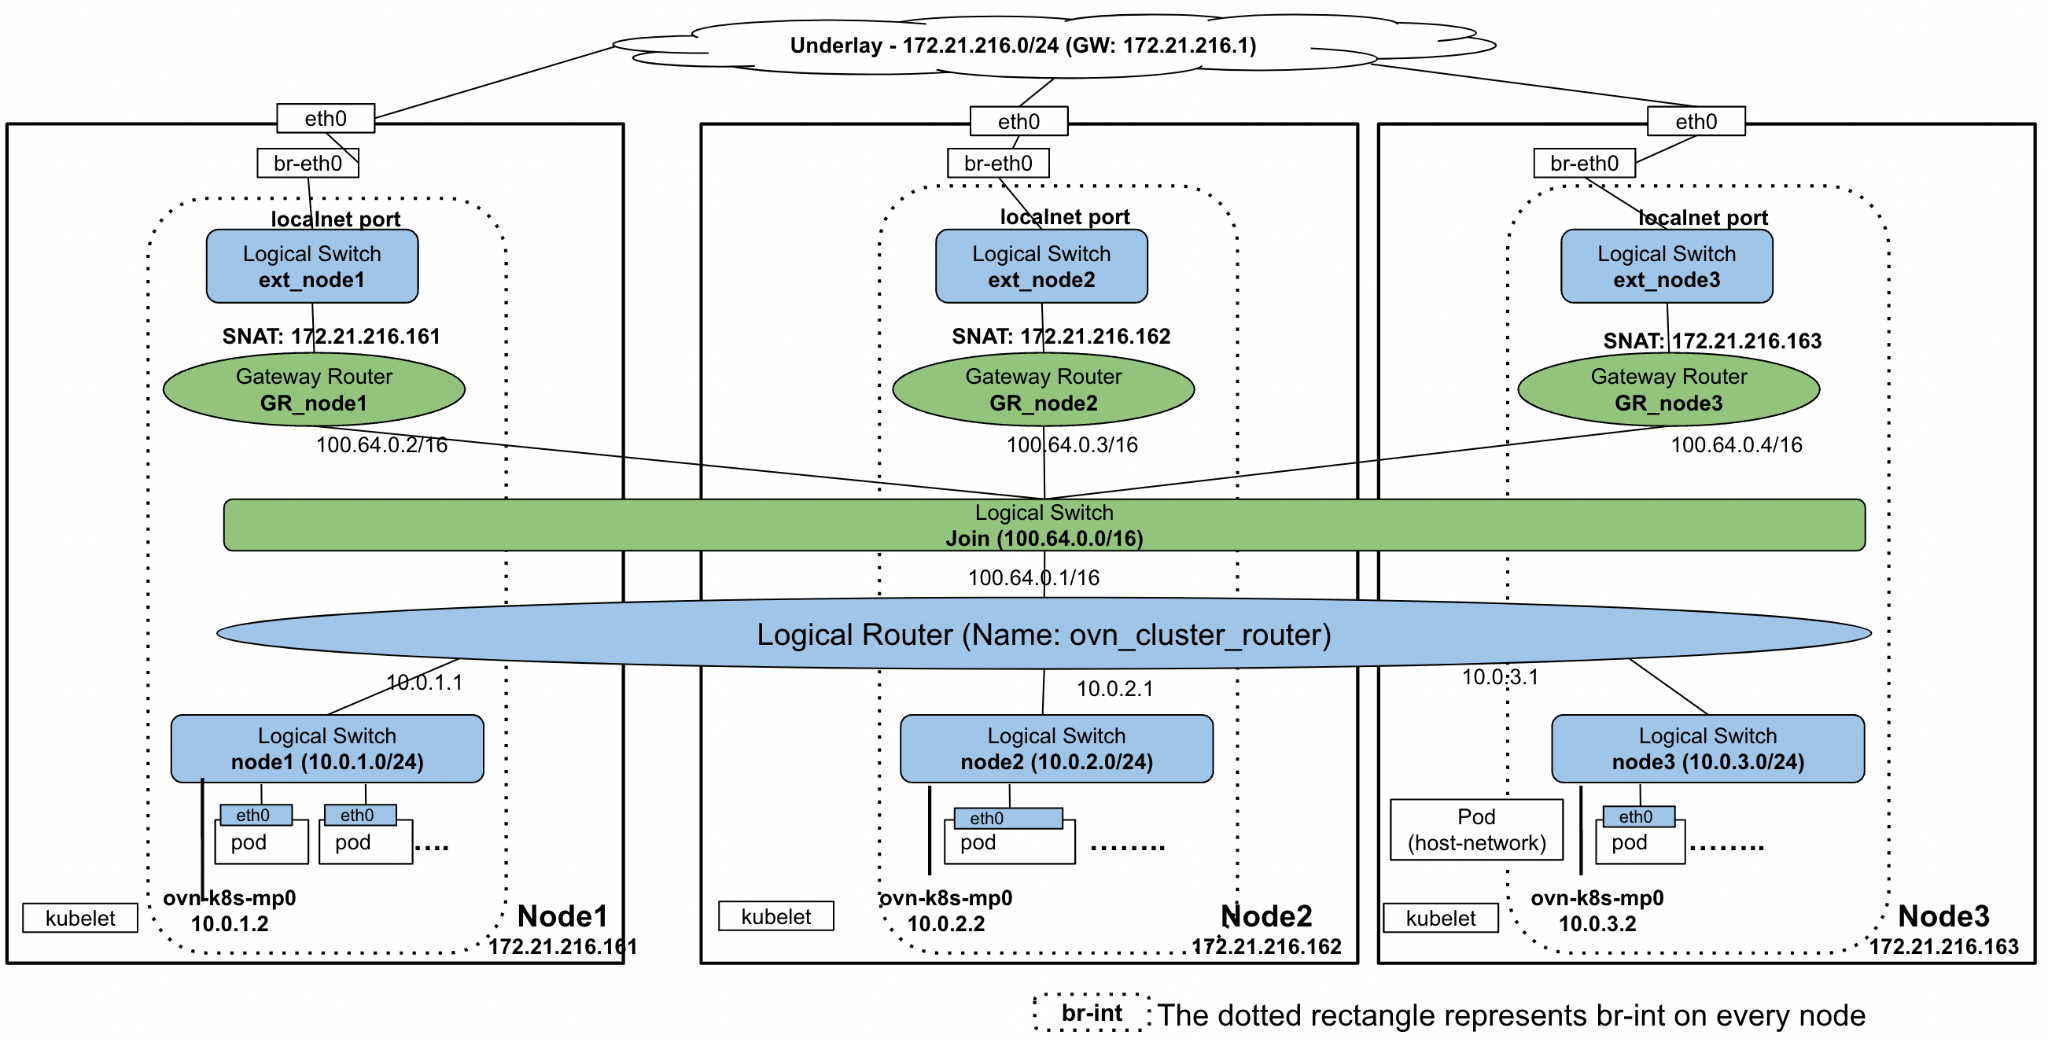 Underlay - 172.21.216.0/24 (GW: 172.21.216.1)
eth0
eth0
eth0
br-eth0
br-eth0
br-eth0
localnet port
localnet port
localnet port
Logical Switch
ext_node1
Logical Switch
ext_node2
Logical Switch
ext_node3
SNAT: 172.21.216.161
SNAT: 172.21.216.162
SNAT: 172.21.216.163
Gateway Router
GR_node1
Gateway Router
GR_node2
Gateway Router
GR_node3
100.64.0.2/16
100.64.0.3/16
100.64.0.4/16
Logical Switch
Join (100.64.0.0/16)
100.64.0.1/16
Logical Router (Name: ovn_cluster_router)
10.0.1.1
10.0.2.1
10.0.3.1
Logical Switch
node1 (10.0.1.0/24)
Logical Switch
node2 (10.0.2.0/24)
Logical Switch
node3 (10.0.3.0/24)
eth0
pod
eth0
pod
....
eth0
pod
........
Pod
(host-network)
eth0
pod
........
ovn-k8s-mp0
10.0.1.2
ovn-k8s-mp0
10.0.2.2
ovn-k8s-mp0
10.0.3.2
kubelet
kubelet
kubelet
Node1
172.21.216.161
Node2
172.21.216.162
Node3
172.21.216.163
br-int
The dotted rectangle represents br-int on every node